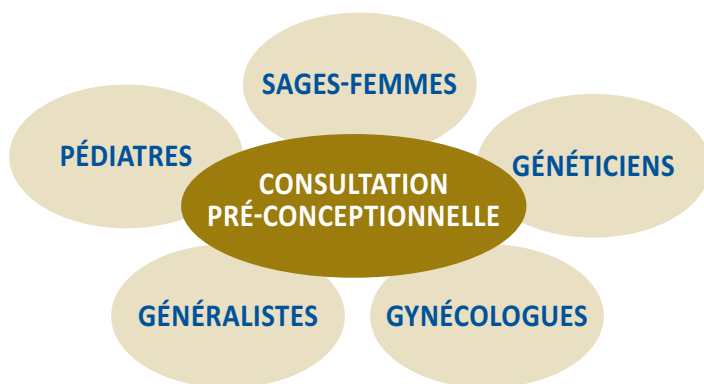 SAGES-FEMMES
PÉDIATRES
GÉNÉTICIENS
CONSULTATION
PRÉ-CONCEPTIONNELLE
GÉNÉRALISTES
GYNÉCOLOGUES